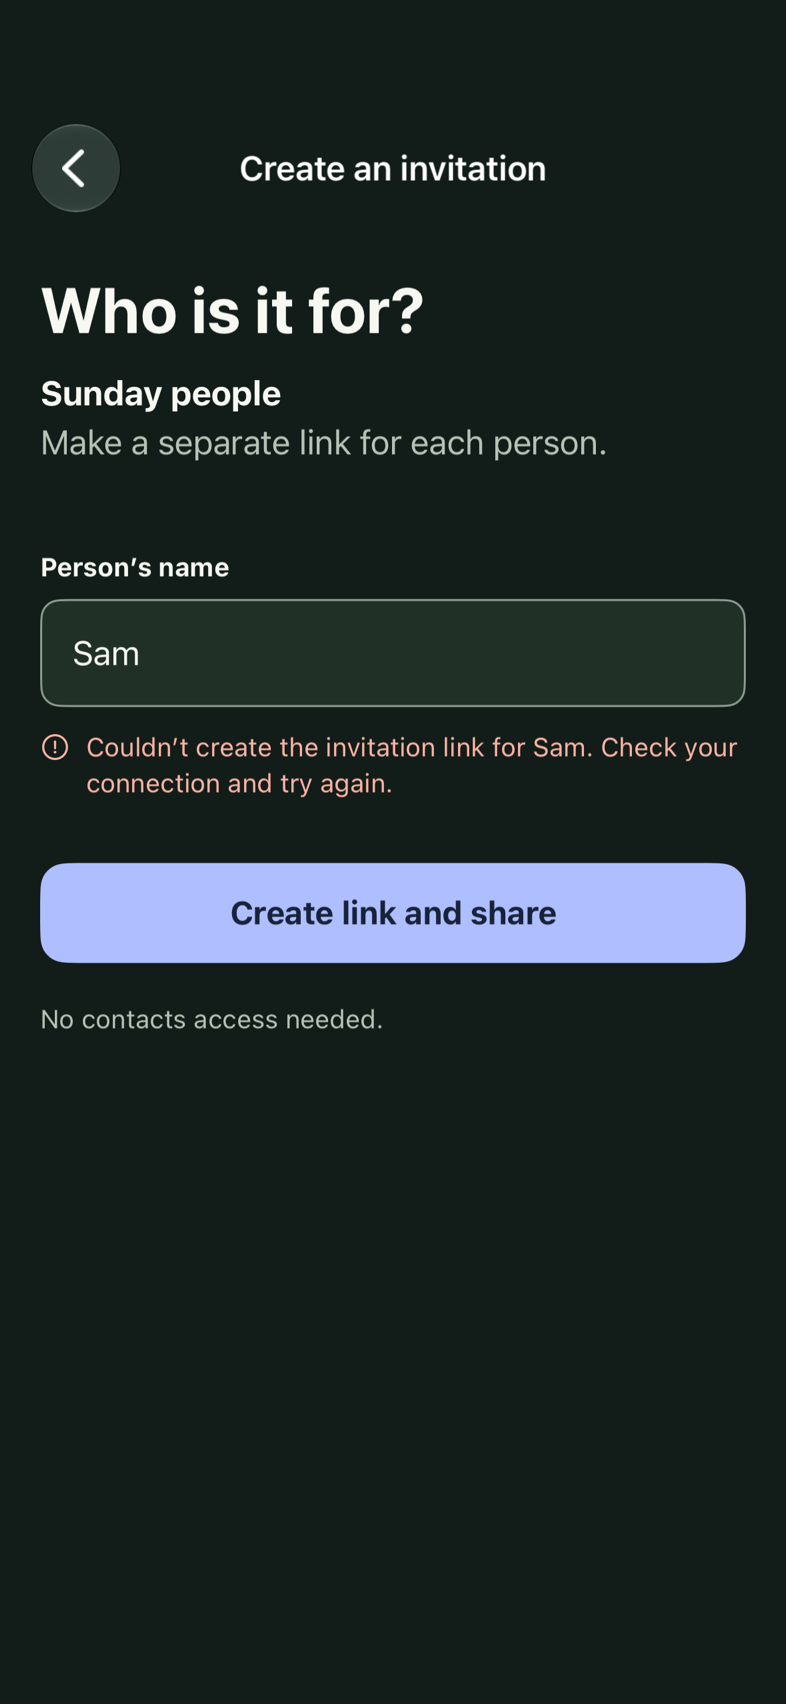 Create an invitation
Who is it for?
Sunday people
Make a separate link for each person.
Person’s name
Sam
Couldn’t create the invitation link for Sam. Check your
connection and try again.
Create link and share
No contacts access needed.